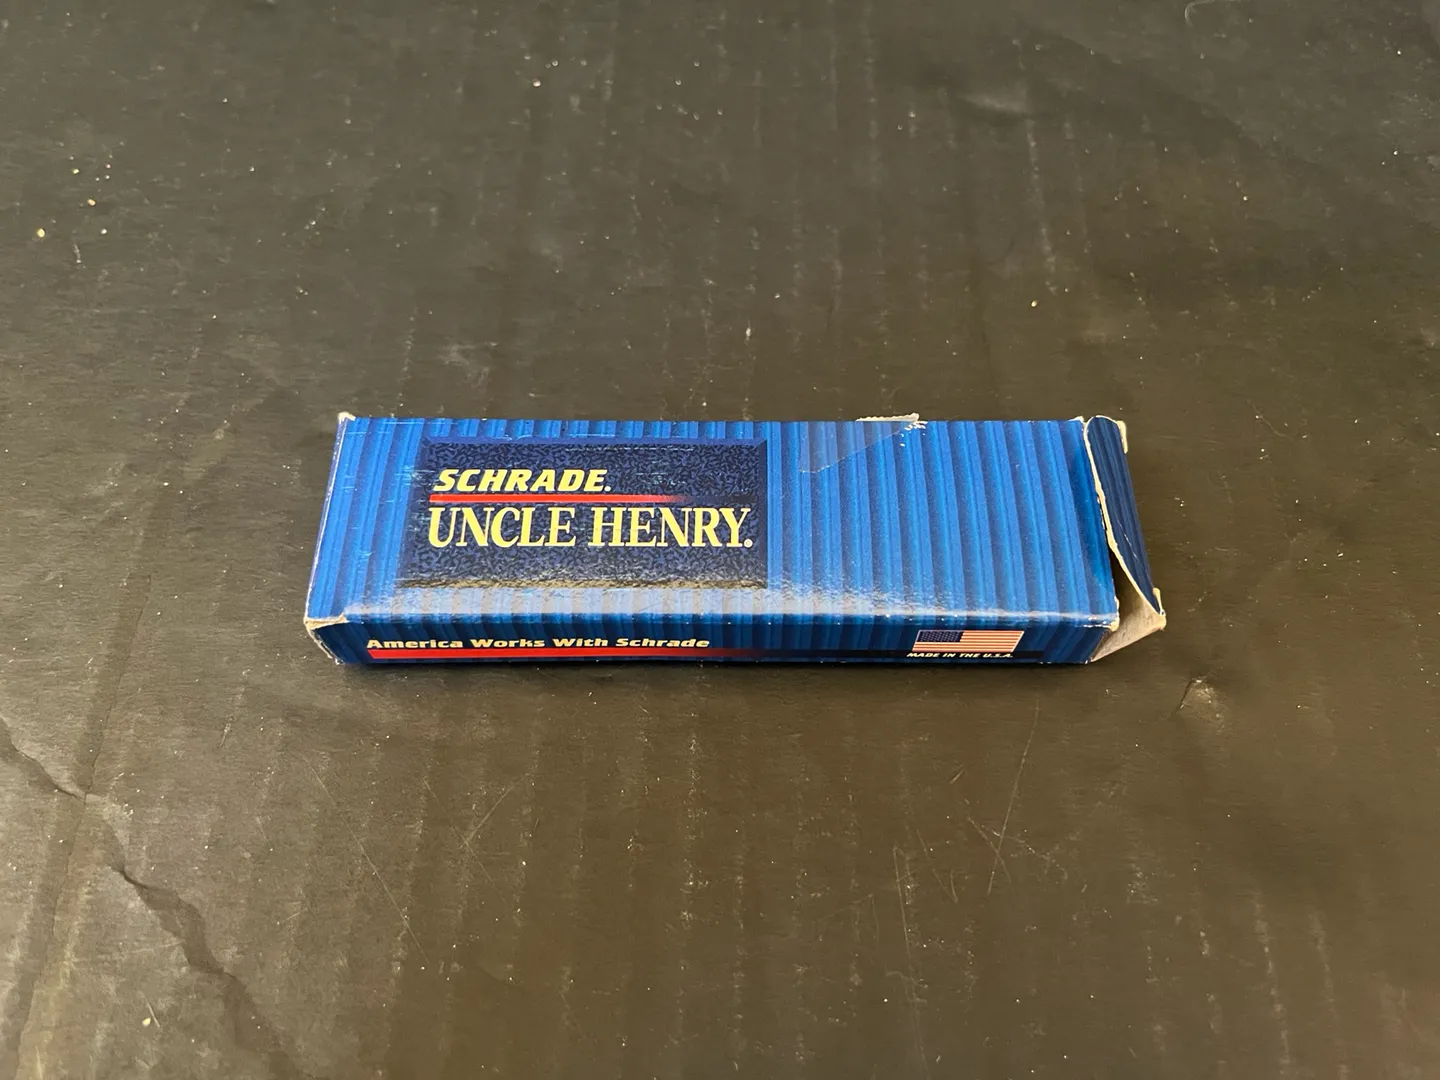 SCHRADE.
UNCLE HENRY®
America Works With Schrade
MADE IN THE U.S.A.